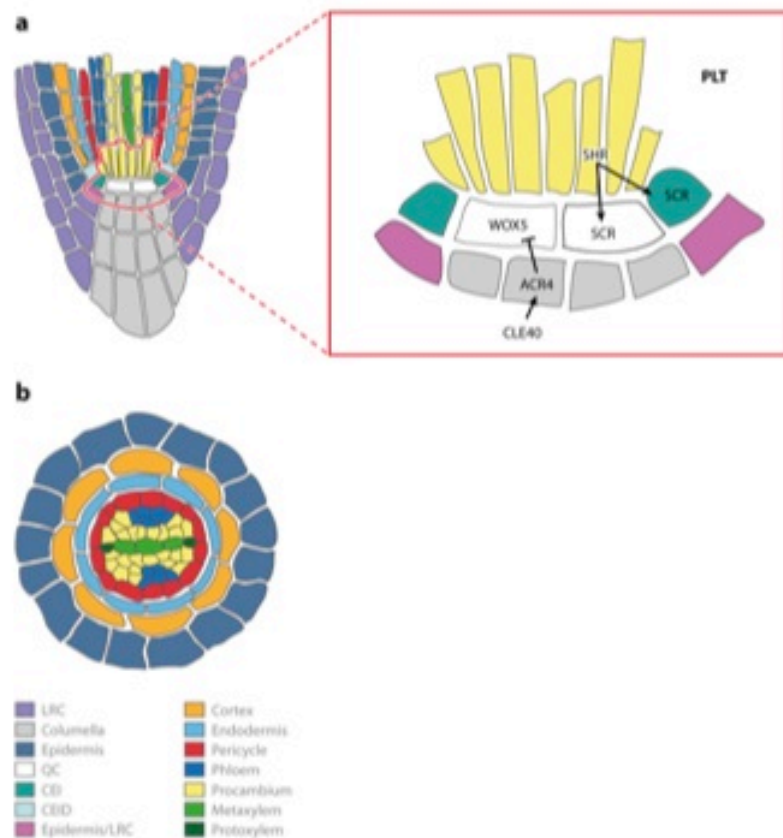 a
PLT
SHR
SCR
WOX5
SCR
ACR4
CLE40
b
LRC
Columella
Epidermis
QC
CEI
CEID
Epidermis/LRC
Cortex
Endodermis
Pericycle
Phloem
Procambium
Metaxylem
Protoxylem